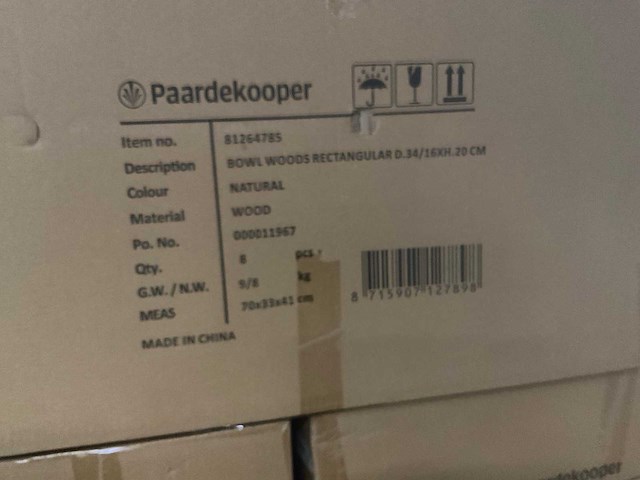 Paardekooper
Item no. 81264785
Description BOWL WOODS RECTANGULAR D.34/16XH.20 CM
Colour NATURAL
Material WOOD
Po. No. 000011967
Qty. 8 pcs
G.W. / N.W. 9/8 kg
MEAS 70x33x41 cm
MADE IN CHINA
8 715907 127898